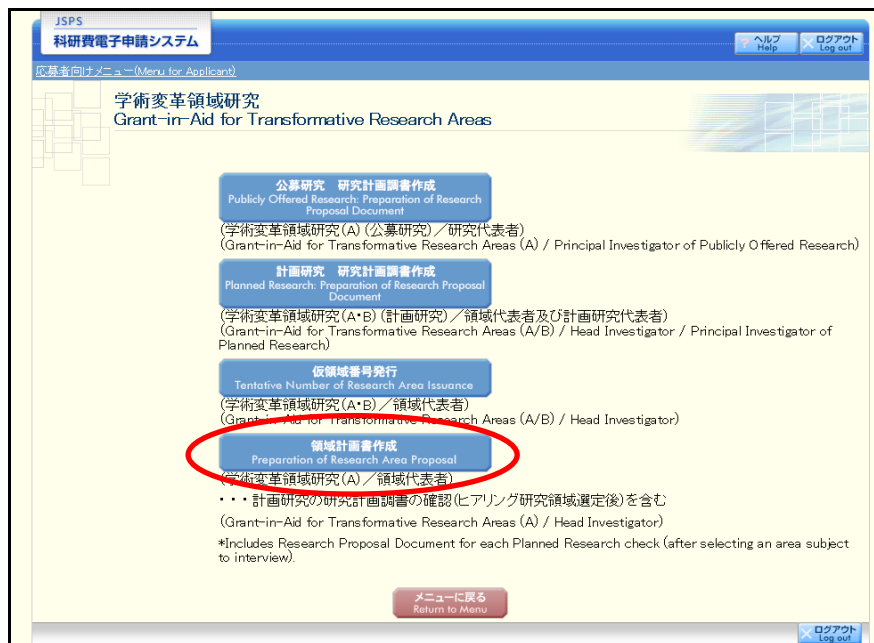 JSPS
科研費電子申請システム
? ヘルプ
Help
ログアウト
Log out
応募者向けメニュー(Menu for Applicant)
学術変革領域研究
Grant-in-Aid for Transformative Research Areas
公募研究 研究計画調書作成
Publicly Offered Research: Preparation of Research
Proposal Document
(学術変革領域研究(A)(公募研究)／研究代表者)
(Grant-in-Aid for Transformative Research Areas (A) / Principal Investigator of Publicly Offered Research)
計画研究 研究計画調書作成
Planned Research: Preparation of Research Proposal
Document
(学術変革領域研究(A・B)(計画研究)／領域代表者及び計画研究代表者)
(Grant-in-Aid for Transformative Research Areas (A/B) / Head Investigator / Principal Investigator of
Planned Research)
仮領域番号発行
Tentative Number of Research Area Issuance
(学術変革領域研究(A・B)／領域代表者)
(Grant-in-Aid for Transformative Research Areas (A/B) / Head Investigator)
領域計画書作成
Preparation of Research Area Proposal
(学術変革領域研究(A)／領域代表者)
・・・計画研究の研究計画調書の確認(ヒアリング研究領域選定後)を含む
(Grant-in-Aid for Transformative Research Areas (A) / Head Investigator)
*Includes Research Proposal Document for each Planned Research check (after selecting an area subject
to interview).
メニューに戻る
Return to Menu
ログアウト
Log out